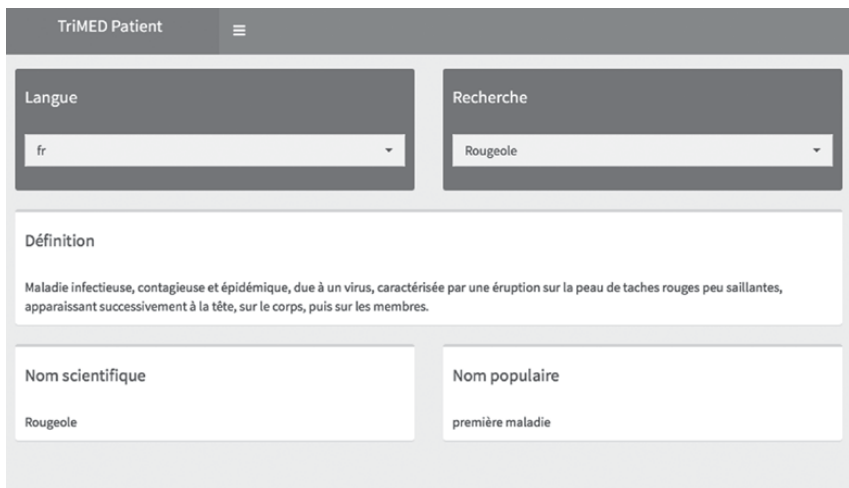 TriMED Patient
Langue
Recherche
fr
Rougeole
Définition
Maladie infectieuse, contagieuse et épidémique, due à un virus, caractérisée par une éruption sur la peau de taches rouges peu saillantes,
apparaissant successivement à la tête, sur le corps, puis sur les membres.
Nom scientifique
Nom populaire
Rougeole
première maladie